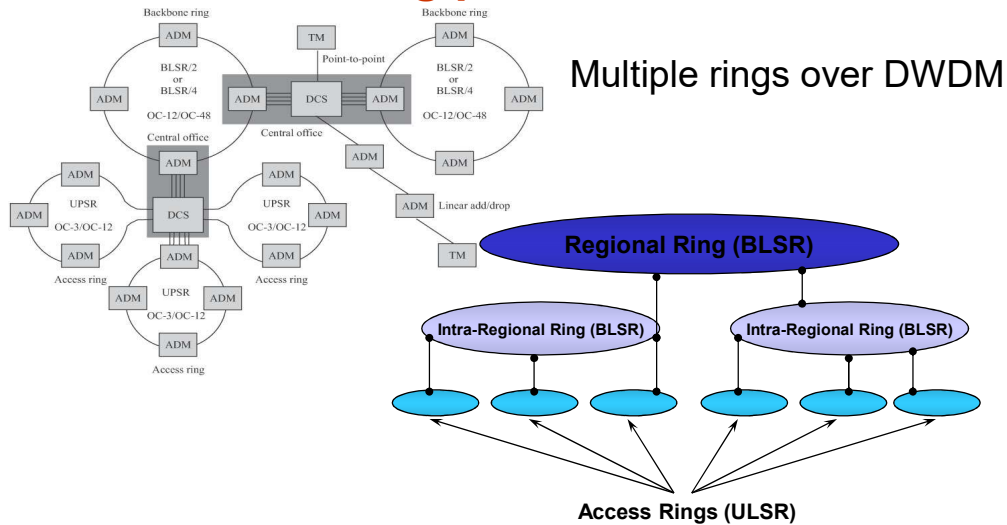 Multiple rings over DWDM
Backbone ring
ADM
BLSR/2
or
BLSR/4
OC-12/OC-48
ADM
ADM
ADM
Central office
TM
Point-to-point
DCS
Central office
Backbone ring
ADM
BLSR/2
or
BLSR/4
OC-12/OC-48
ADM
ADM
ADM
ADM
ADM
Linear add/drop
TM
DCS
ADM
ADM
UPSR
OC-3/OC-12
ADM
Access ring
ADM
UPSR
OC-3/OC-12
ADM
ADM
Access ring
ADM
ADM
ADM
UPSR
OC-3/OC-12
ADM
Access ring
Regional Ring (BLSR)
Intra-Regional Ring (BLSR)
Intra-Regional Ring (BLSR)
Access Rings (ULSR)